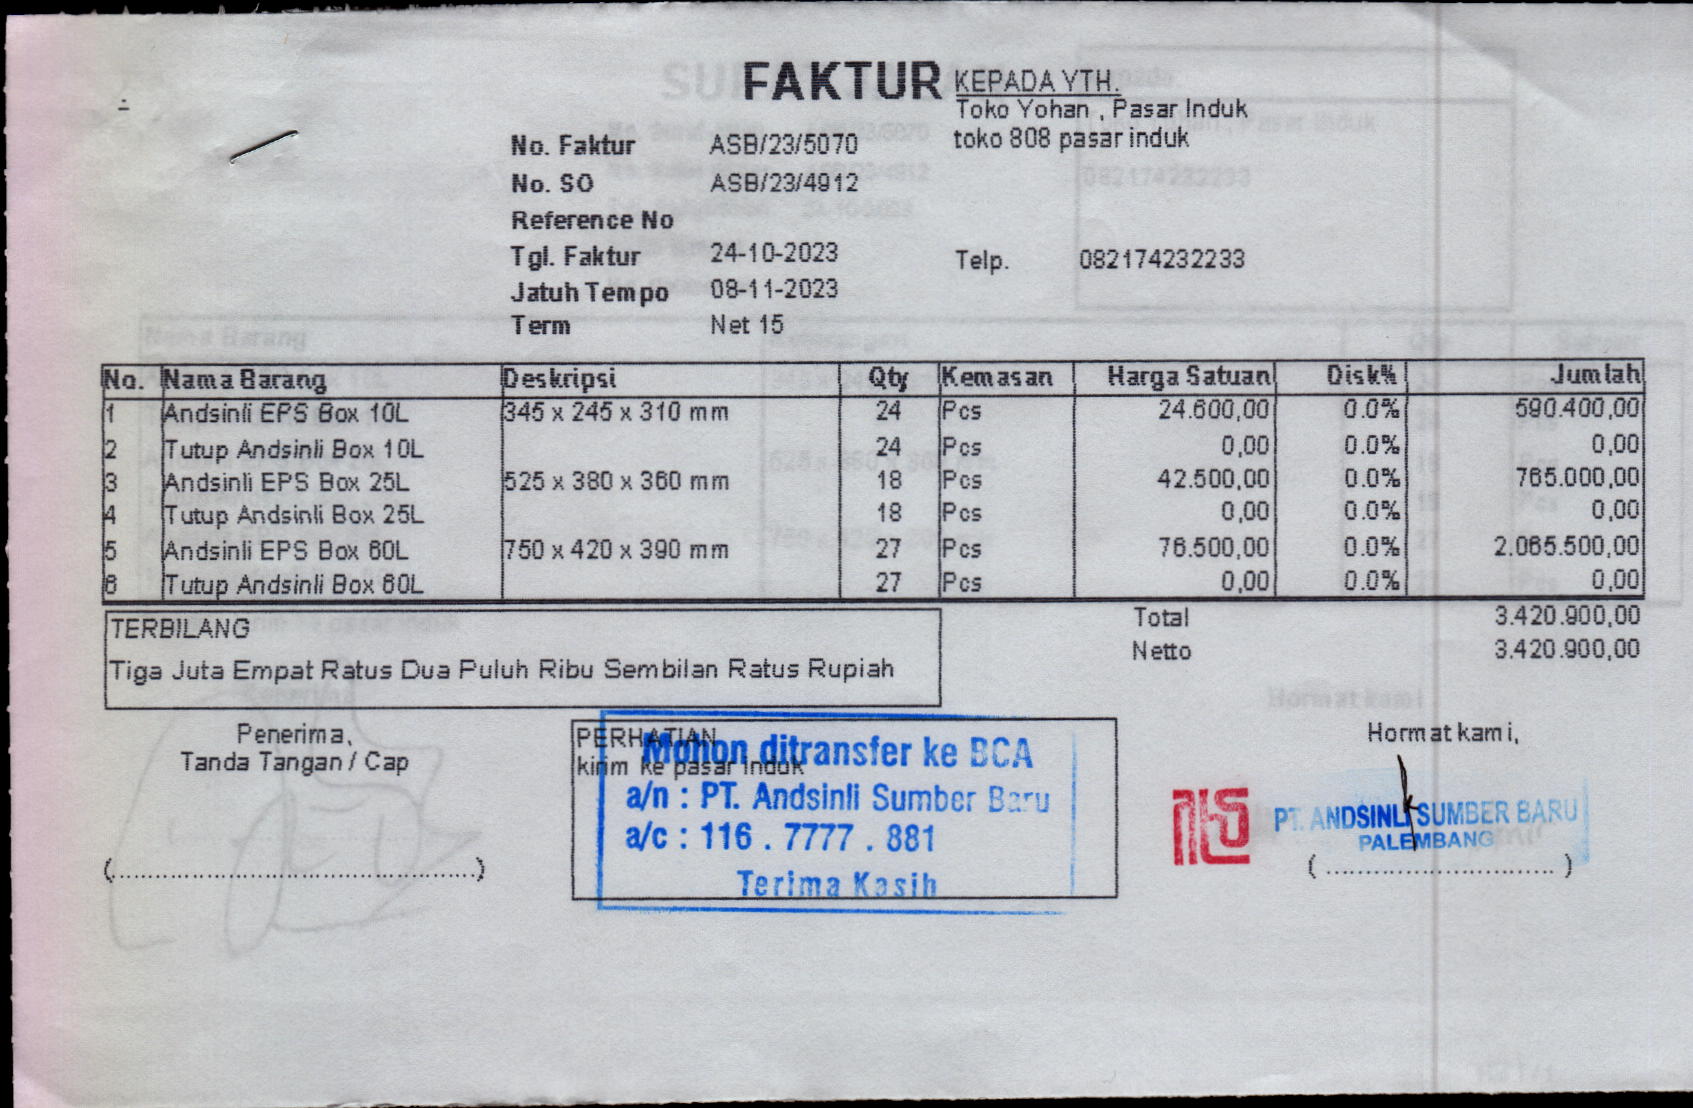 FAKTUR
KEPADA YTH.
Toko Yohan , Pasar Induk
toko 808 pasar induk
No. Faktur ASB/23/5070
No. SO ASB/23/4912
Reference No
Tgl. Faktur 24-10-2023
Telp. 082174232233
Jatuh Tempo 08-11-2023
Term Net 15
No. Nama Barang Deskripsi Qty Kemasan Harga Satuan Disk% Jumlah
1 Andsinli EPS Box 10L 345 x 245 x 310 mm 24 Pcs 24.600,00 0.0% 590.400,00
2 Tutup Andsinli Box 10L 24 Pcs 0,00 0.0% 0,00
3 Andsinli EPS Box 25L 525 x 380 x 360 mm 18 Pcs 42.500,00 0.0% 765.000,00
4 Tutup Andsinli Box 25L 18 Pcs 0,00 0.0% 0,00
5 Andsinli EPS Box 60L 750 x 420 x 390 mm 27 Pcs 76.500,00 0.0% 2.065.500,00
6 Tutup Andsinli Box 60L 27 Pcs 0,00 0.0% 0,00
Total 3.420.900,00
Netto 3.420.900,00
TERBILANG
Tiga Juta Empat Ratus Dua Puluh Ribu Sembilan Ratus Rupiah
Penerima,
Tanda Tangan / Cap
(...........................................)
PERHATIAN
kirim ke pasar induk
Mohon ditransfer ke BCA
a/n : PT. Andsinli Sumber Baru
a/c : 116 . 7777 . 881
Terima Kasih
Hormat kami,
PT. ANDSINLI SUMBER BARU
PALEMBANG
( ............................ )